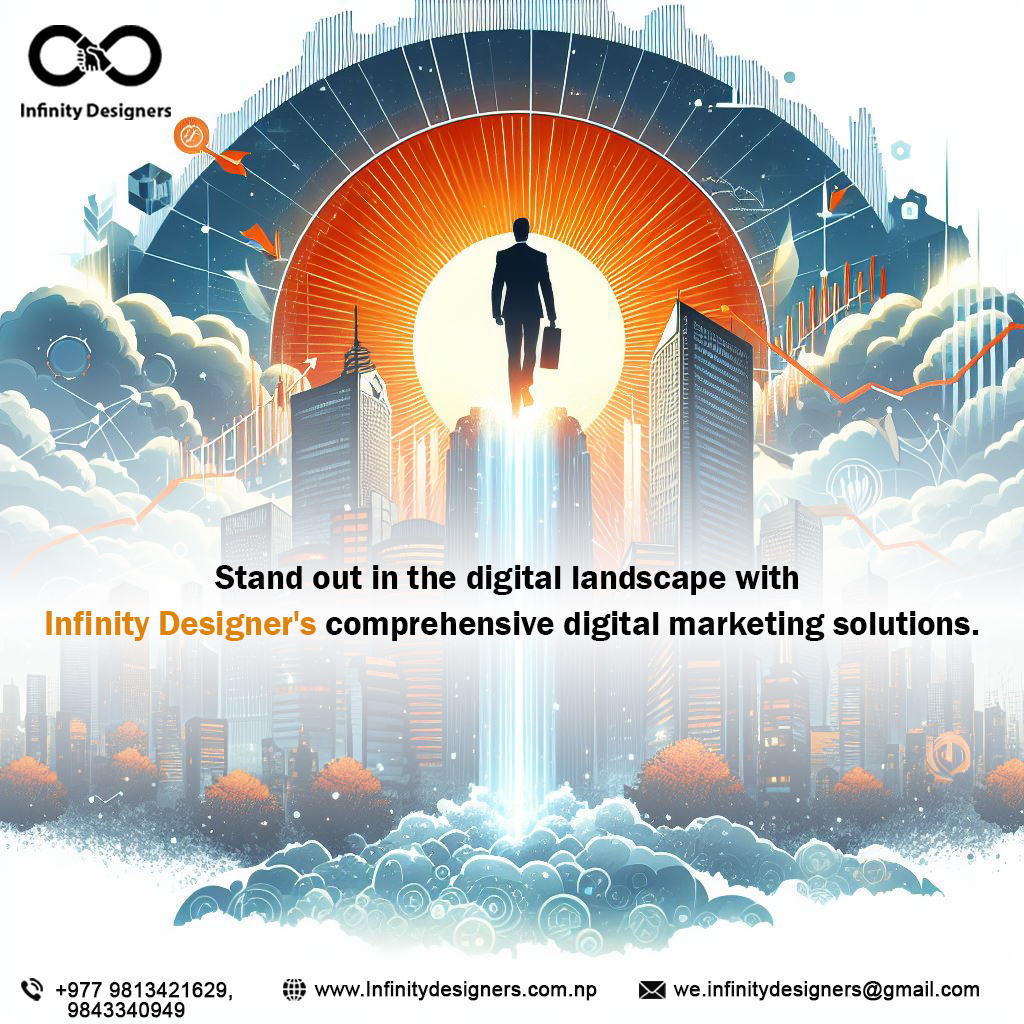 Infinity Designers
Stand out in the digital landscape with
Infinity Designer's comprehensive digital marketing solutions.
+977 9813421629,
9843340949
www.Infinitydesigners.com.np
we.infinitydesigners@gmail.com